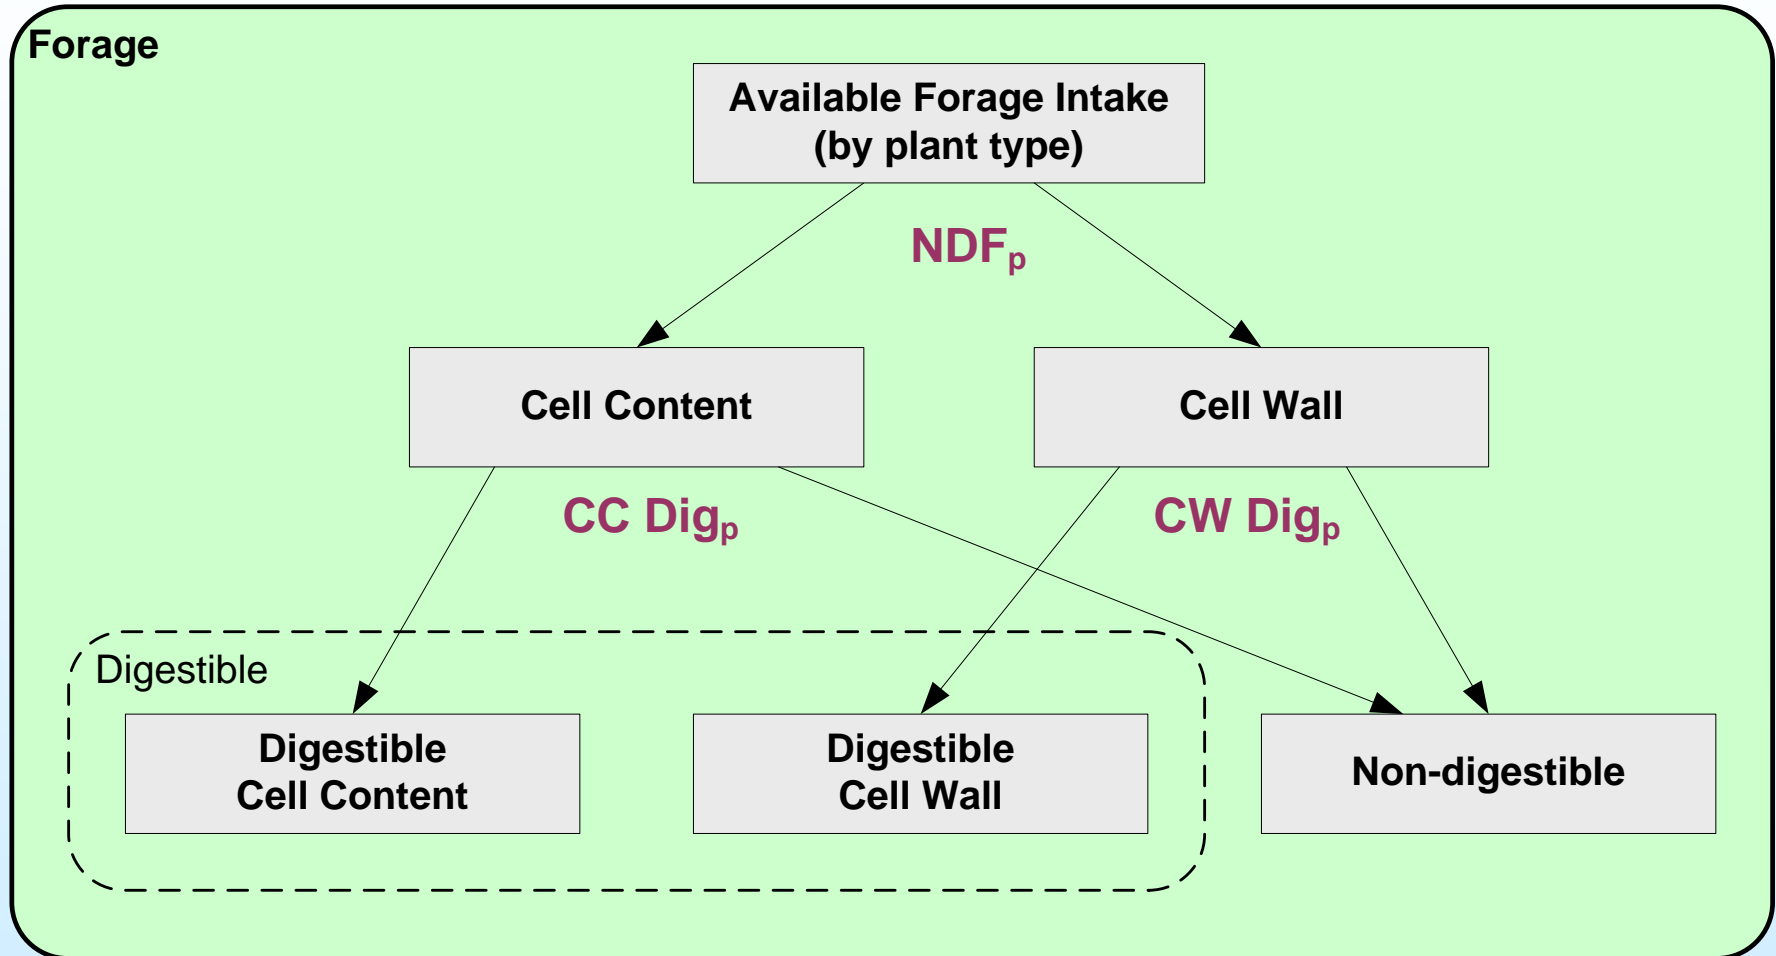 Forage
Available Forage Intake
(by plant type)
NDFp
Cell Content
Cell Wall
CC Digp
CW Digp
Digestible
Digestible
Cell Content
Digestible
Cell Wall
Non-digestible